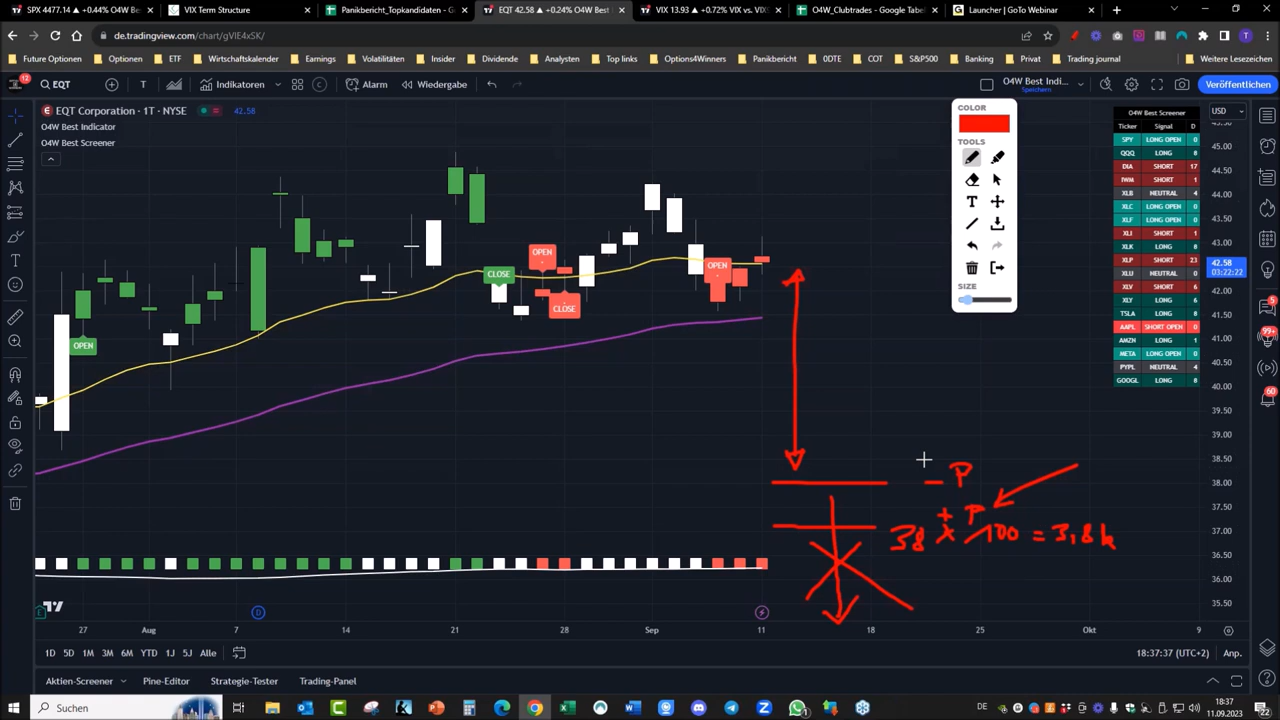 SPX 4477.14 ▲ +0.44% O4W Be
VIX Term Structure
Panikbericht_Topkandidaten - G
EQT 42.58 ▲ +0.24% O4W Best
VIX 13.93 ▲ +0.72% VIX vs. VN
O4W_Clubtrades - Google Tabel
Launcher | GoTo Webinar
de.tradingview.com/chart/gVlE4xSK/
Future Optionen
Optionen
ETF
Wirtschaftskalender
Earnings
Volatilitäten
Insider
Dividende
Analysten
Top links
Options4Winners
Panikbericht
0DTE
COT
S&P500
Banking
Privat
Trading journal
Weitere Lesezeichen
12
EQT
T
Indikatoren
Alarm
Wiedergabe
O4W Best Indi...
Speichern
Veröffentlichen
EQT Corporation · 1T · NYSE
42.58
O4W Best Indicator
O4W Best Screener
COLOR
TOOLS
T
SIZE
O4W Best Screener
Ticker Signal D
SPY LONG OPEN 0
QQQ LONG 8
DIA SHORT 17
IWM SHORT 1
XLB NEUTRAL 4
XLC LONG OPEN 0
XLF LONG OPEN 0
XLI SHORT 1
XLK LONG 8
XLP SHORT 23
XLU NEUTRAL 0
XLV SHORT 6
XLY LONG 6
TSLA LONG 8
AAPL SHORT OPEN 0
AMZN LONG 1
META LONG OPEN 0
PYPL NEUTRAL 4
GOOGL LONG 8
USD
45.00
44.50
44.00
43.50
43.00
42.58
03:22:22
42.00
41.50
41.00
40.50
40.00
39.50
39.00
38.50
38.00
37.00
36.50
36.00
35.50
OPEN
CLOSE
OPEN
CLOSE
OPEN
- P
+ P
38 x 100 = 3,8k
E
D
27
Aug
7
14
21
28
Sep
11
18
25
Okt
9
5
99+
60
1D 5D 1M 3M 6M YTD 1J 5J Alle
18:37:37 (UTC+2)
Anp.
Aktien-Screener
Pine-Editor
Strategie-Tester
Trading-Panel
Suchen
DE
18:37
11.09.2023
22